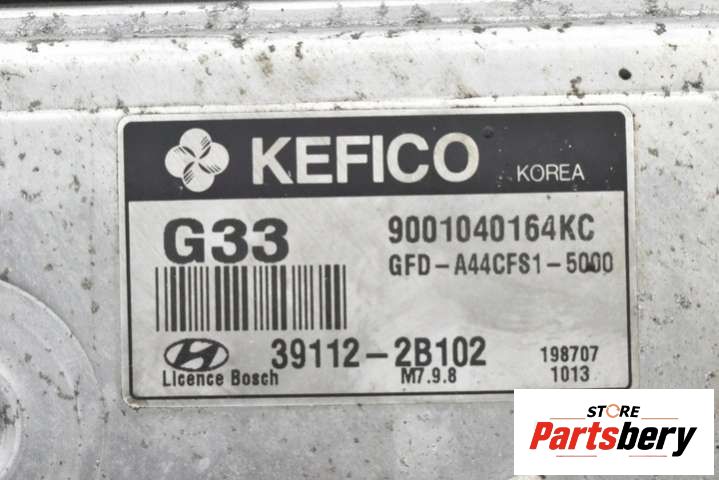 KEFICO KOREA
G33 9001040164KC
GFD-A44CFS1-5000
39112-2B102 198707
Licence Bosch M7.9.8 1013
STORE
Partsbery